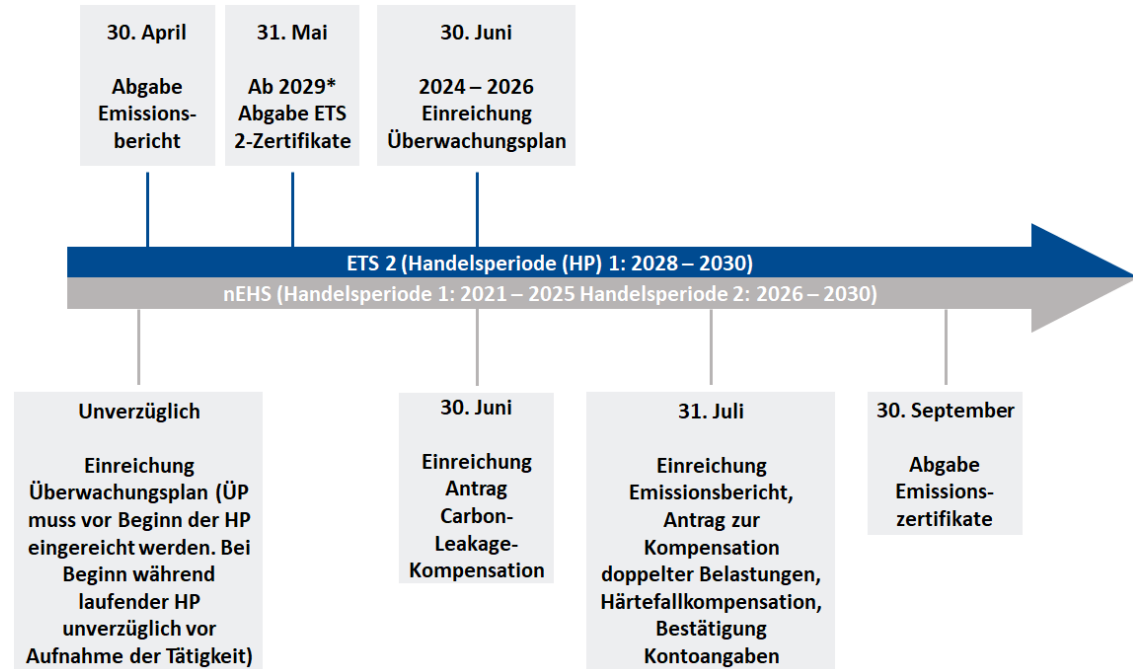 30. April
Abgabe
Emissions-
bericht
31. Mai
Ab 2029*
Abgabe ETS
2-Zertifikate
30. Juni
2024 – 2026
Einreichung
Überwachungsplan
ETS 2 (Handelsperiode (HP) 1: 2028 – 2030)
nEHS (Handelsperiode 1: 2021 – 2025 Handelsperiode 2: 2026 – 2030)
Unverzüglich
Einreichung
Überwachungsplan (ÜP
muss vor Beginn der HP
eingereicht werden. Bei
Beginn während
laufender HP
unverzüglich vor
Aufnahme der Tätigkeit)
30. Juni
Einreichung
Antrag
Carbon-
Leakage-
Kompensation
31. Juli
Einreichung
Emissionsbericht,
Antrag zur
Kompensation
doppelter Belastungen,
Härtefallkompensation,
Bestätigung
Kontoangaben
30. September
Abgabe
Emissions-
zertifikate